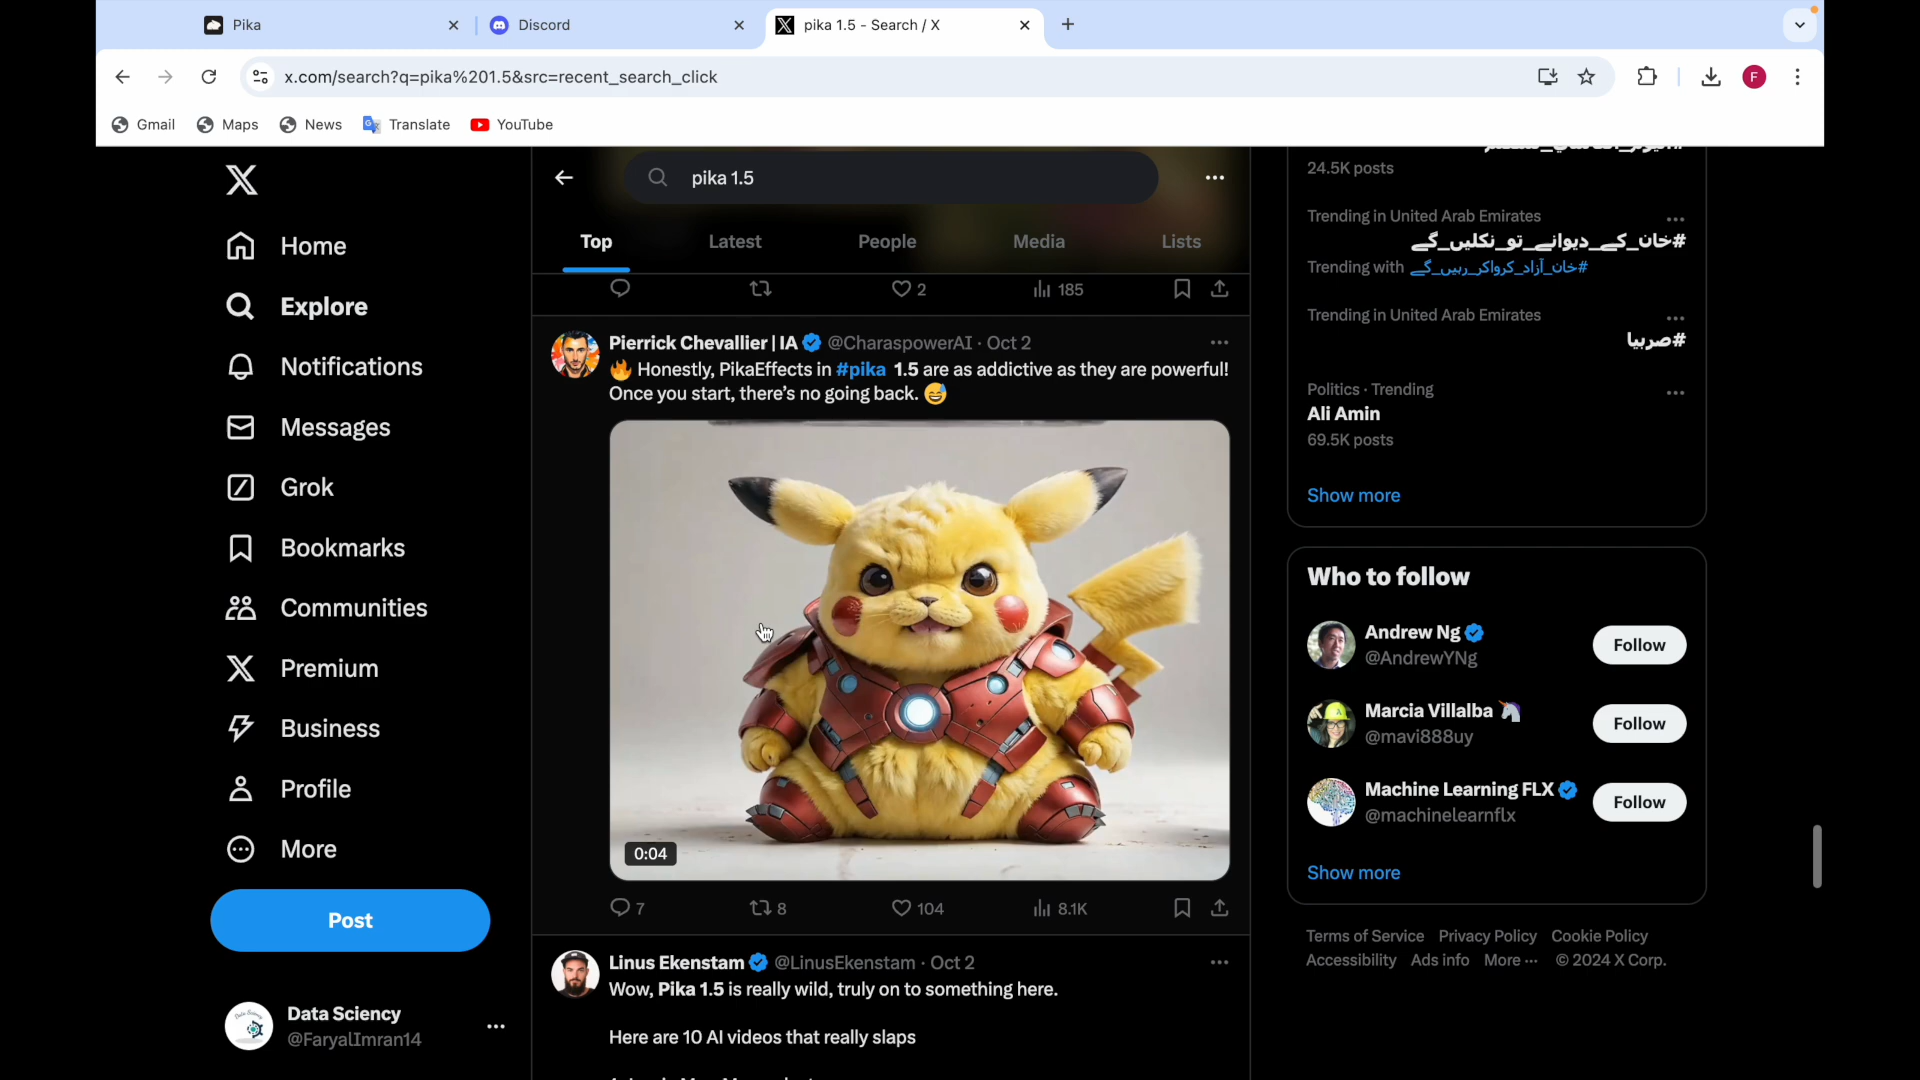 Pika
Discord
pika 1.5 - Search / X
x.com/search?q=pika%201.5&src=recent_search_click
F
Gmail
Maps
News
Translate
YouTube
Home
Explore
Notifications
Messages
Grok
Bookmarks
Communities
Premium
Business
Profile
More
Post
Data Sciency
@FaryalImran14
pika 1.5
Top
Latest
People
Media
Lists
2
185
Pierrick Chevallier | IA @CharaspowerAI · Oct 2
🔥 Honestly, PikaEffects in #pika 1.5 are as addictive as they are powerful!
Once you start, there's no going back. 😅
0:04
7
8
104
8.1K
Linus Ekenstam @LinusEkenstam · Oct 2
Wow, Pika 1.5 is really wild, truly on to something here.
Here are 10 AI videos that really slaps
24.5K posts
Trending in United Arab Emirates
#خان_کے_دیوانے_تو_نکلیں_گے
Trending with #خان_آزاد_کرواکر_رہیں_گے
Trending in United Arab Emirates
#صربيا
Politics · Trending
Ali Amin
69.5K posts
Show more
Who to follow
Andrew Ng
@AndrewYNg
Follow
Marcia Villalba 🦄
@mavi888uy
Follow
Machine Learning FLX
@machinelearnflx
Follow
Show more
Terms of Service Privacy Policy Cookie Policy
Accessibility Ads info More ··· © 2024 X Corp.